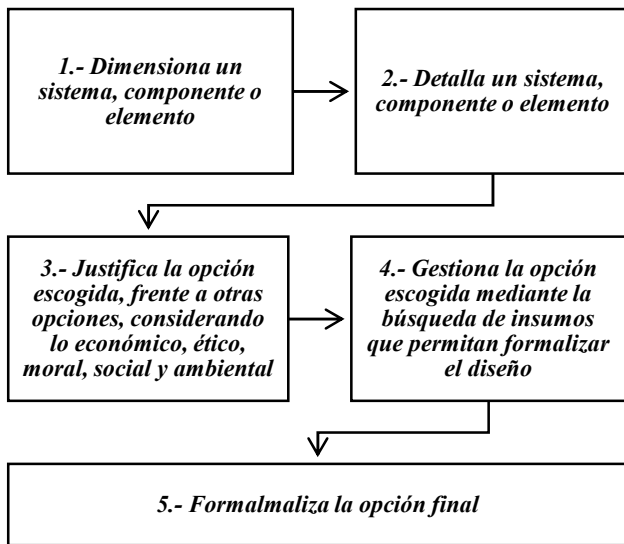 1.- Dimensiona un
sistema, componente o
elemento
2.- Detalla un sistema,
componente o elemento
3.- Justifica la opción
escogida, frente a otras
opciones, considerando
lo económico, ético,
moral, social y ambiental
4.- Gestiona la opción
escogida mediante la
búsqueda de insumos
que permitan formalizar
el diseño
5.- Formalmaliza la opción final